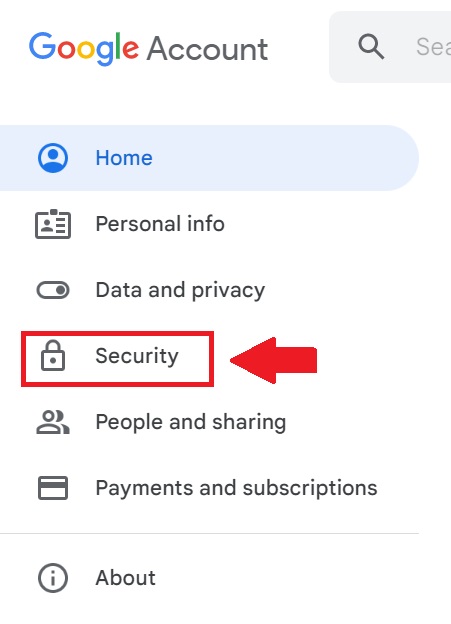 Google Account
Sea
Home
Personal info
Data and privacy
Security
People and sharing
Payments and subscriptions
About